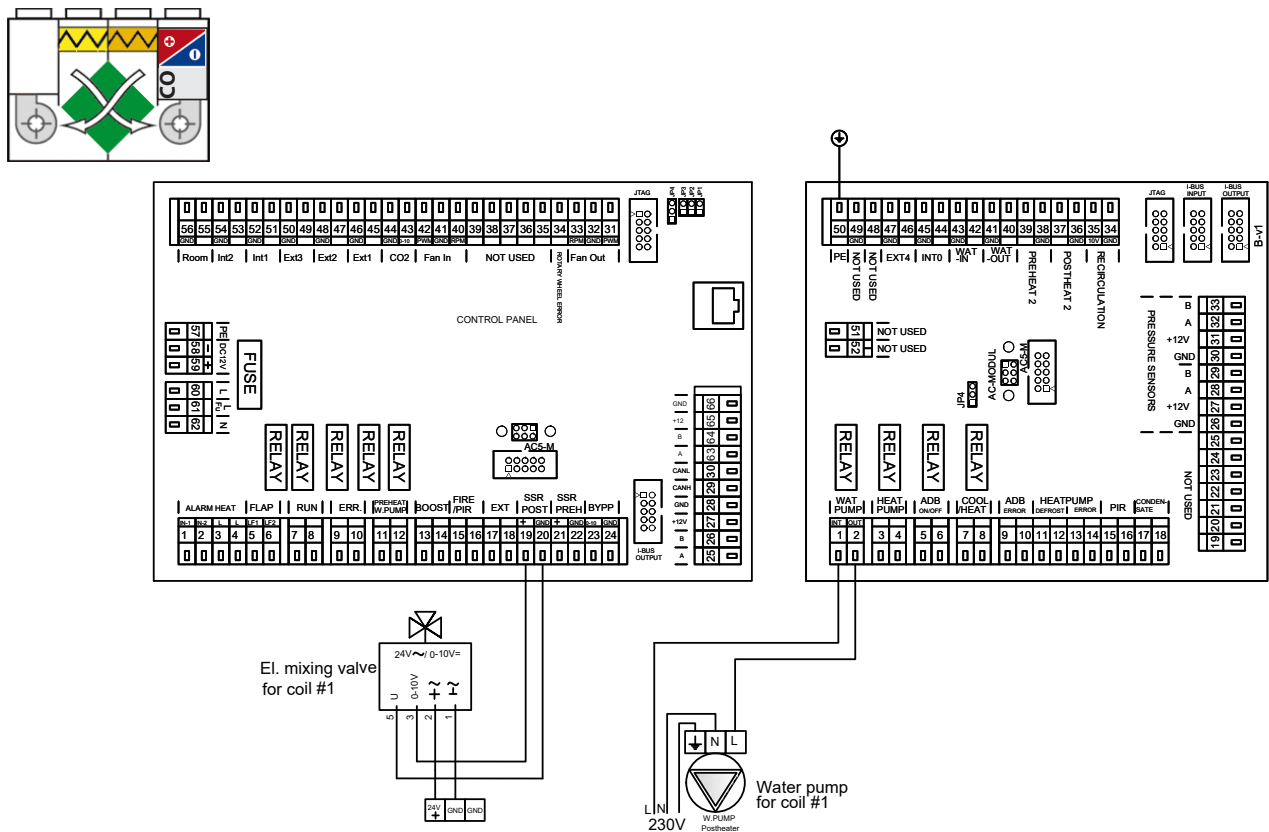 CO
JTAG
JP4
JP3
JP2
JP1
56 55 54 53 52 51 50 49 48 47 46 45 44 43 42 41 40 39 38 37 35 36 35 34 33 32 31
GND GND GND GND GND GND GND 0-10 PWM GND RPM RPM GND PWM
Room Int2 Int1 Ext3 Ext2 Ext1 CO2 Fan In NOT USED ROTARY WHEEL ERROR Fan Out
CONTROL PANEL
57 PE
58 – DC12V
59 +
FUSE
60 L
61 L Fu
62 N
RELAY RELAY RELAY RELAY RELAY
AC5-M
GND 66
+12 65
B 64
A 63
CANL 30
CANH 29
GND 28
+12V 27
B 26
A 25
I-BUS
OUTPUT
ALARM HEAT FLAP RUN ERR. PREHEAT W.PUMP BOOST FIRE /PIR EXT SSR POST SSR PREH BYPP
IN-1 IN-2 L L LF1 LF2 + GND + GND 0-10 GND
1 2 3 4 5 6 7 8 9 10 11 12 13 14 15 16 17 18 19 20 21 22 23 24
El. mixing valve
for coil #1
24V~/ 0-10V=
U 0-10V
5 3 2 1
24V + GND GND
50 49 48 47 46 45 44 43 42 41 40 39 38 37 36 35 34
GND GND GND GND GND GND GND 10V GND
PE NOT USED NOT USED EXT4 INT0 WAT -IN WAT -OUT PREHEAT 2 POSTHEAT 2 RECIRCULATION
JTAG
I-BUS
INPUT
I-BUS
OUTPUT
B-v1
51 NOT USED
52 NOT USED
AC-MODUL
AC5-M
JP4
PRESSURE SENSORS
B 33
A 32
+12V 31
GND 30
B 29
A 28
+12V 27
GND 26
25
24
23
22
21
20
19
NOT USED
RELAY RELAY RELAY RELAY
WAT PUMP HEAT PUMP ADB ON/OFF COOL /HEAT ADB ERROR HEATPUMP DEFROST ERROR PIR CONDEN- SATE
INT OUT
1 2 3 4 5 6 7 8 9 10 11 12 13 14 15 16 17 18
N L
L N
230V
W.PUMP
Postheater
Water pump
for coil #1